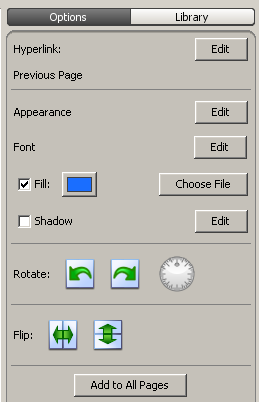 Options Library
Hyperlink: Edit
Previous Page
Appearance Edit
Font Edit
Fill: Choose File
Shadow Edit
Rotate:
Flip:
Add to All Pages